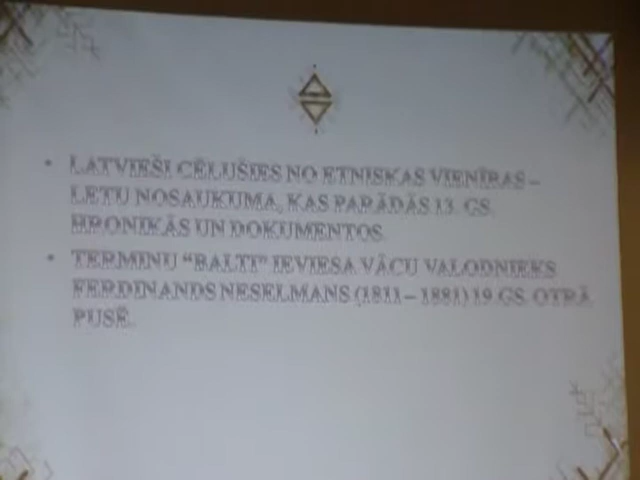 • LATVIEŠI CĒLUŠIES NO ETNISKAS VIENĪBAS –
LETU NOSAUKUMA, KAS PARĀDĀS 13. GS.
HRONIKĀS UN DOKUMENTOS.
• TERMINU “BALTI” IEVIESA VĀCU VALODNIEKS
FERDINANDS NESELMANS (1811 – 1881) 19. GS. OTRĀ
PUSĒ.